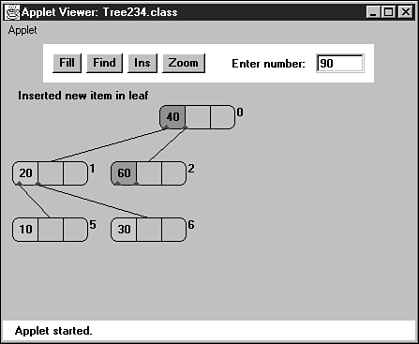 Applet Viewer: Tree234.class
Applet
Fill Find Ins Zoom Enter number: 90
Inserted new item in leaf
40 0
20 1 60 2
10 5 30 6
Applet started.